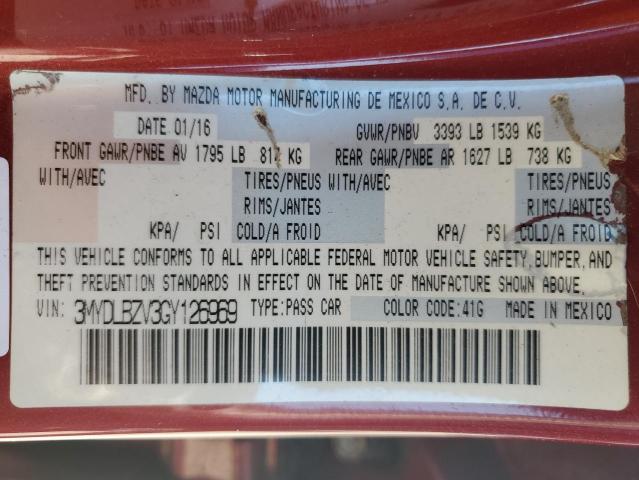 MFD. BY MAZDA MOTOR MANUFACTURING DE MEXICO S.A. DE C.V.
DATE 01/16 GVWR/PNBV 3393 LB 1539 KG
FRONT GAWR/PNBE AV 1795 LB 812 KG REAR GAWR/PNBE AR 1627 LB 738 KG
WITH/AVEC TIRES/PNEUS WITH/AVEC TIRES/PNEUS
RIMS/JANTES RIMS/JANTES
KPA/ PSI COLD/A FROID KPA/ PSI COLD/A FROID
THIS VEHICLE CONFORMS TO ALL APPLICABLE FEDERAL MOTOR VEHICLE SAFETY, BUMPER, AND
THEFT PREVENTION STANDARDS IN EFFECT ON THE DATE OF MANUFACTURE SHOWN ABOVE.
VIN: 3MYDLBZV3GY126969 TYPE:PASS CAR COLOR CODE:41G MADE IN MEXICO